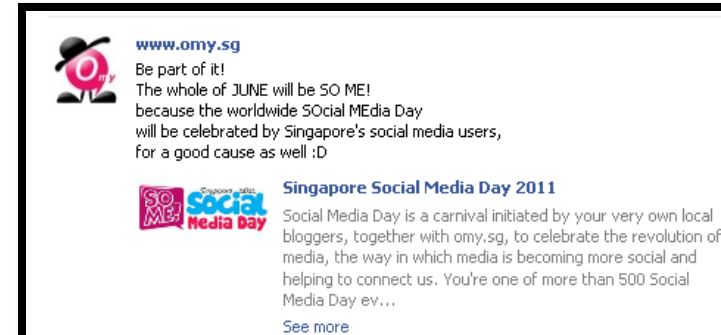 www.omy.sg
Be part of it!
The whole of JUNE will be SO ME!
because the worldwide SOcial MEdia Day
will be celebrated by Singapore's social media users,
for a good cause as well :D
Omy
SO
ME!
Social
Media Day
Singapore Social Media Day 2011
Social Media Day is a carnival initiated by your very own local
bloggers, together with omy.sg, to celebrate the revolution of
media, the way in which media is becoming more social and
helping to connect us. You're one of more than 500 Social
Media Day ev...
See more